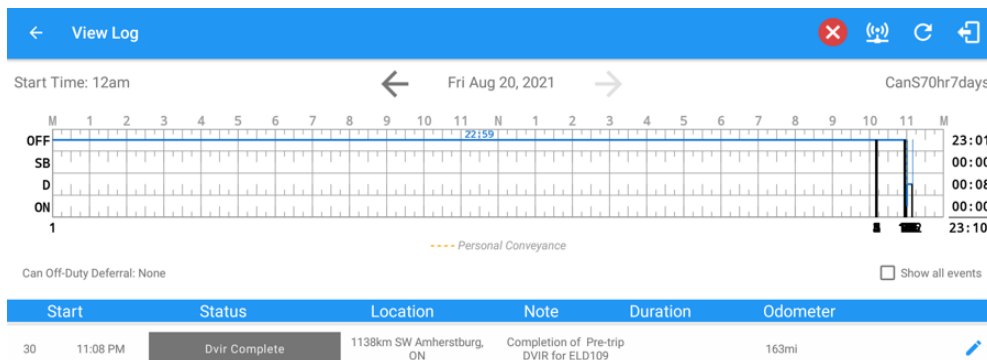 View Log
Start Time: 12am
Fri Aug 20, 2021
CanS70hr7days
M 1 2 3 4 5 6 7 8 9 10 11 N 1 2 3 4 5 6 7 8 9 10 11 M
OFF 22:59 23:01
SB 00:00
D 00:08
ON 00:00
1 23:10
Personal Conveyance
Can Off-Duty Deferral: None
Show all events
Start Status Location Note Duration Odometer
30 11:08 PM Dvir Complete 1138km SW Amherstburg, ON Completion of Pre-trip DVIR for ELD109 163mi